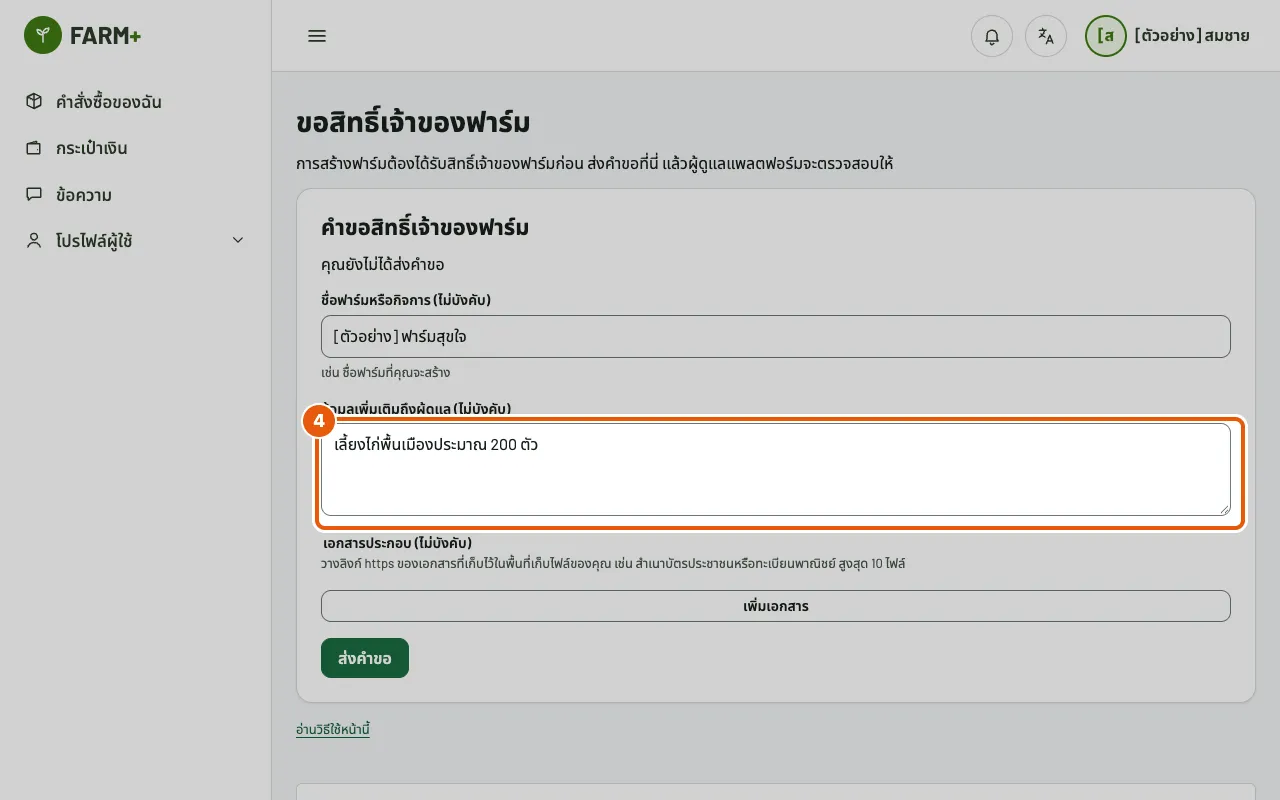 FARM+
[ส
[ตัวอย่าง] สมชาย
คำสั่งซื้อของฉัน
กระเป๋าเงิน
ข้อความ
โปรไฟล์ผู้ใช้
ขอสิทธิ์เจ้าของฟาร์ม
การสร้างฟาร์มต้องได้รับสิทธิ์เจ้าของฟาร์มก่อน ส่งคำขอที่นี่ แล้วผู้ดูแลแพลตฟอร์มจะตรวจสอบให้
คำขอสิทธิ์เจ้าของฟาร์ม
คุณยังไม่ได้ส่งคำขอ
ชื่อฟาร์มหรือกิจการ (ไม่บังคับ)
[ตัวอย่าง] ฟาร์มสุขใจ
เช่น ชื่อฟาร์มที่คุณจะสร้าง
ข้อมูลเพิ่มเติมถึงผู้ดูแล (ไม่บังคับ)
4
เลี้ยงไก่พื้นเมืองประมาณ 200 ตัว
เอกสารประกอบ (ไม่บังคับ)
วางลิงก์ https ของเอกสารที่เก็บไว้ในพื้นที่เก็บไฟล์ของคุณ เช่น สำเนาบัตรประชาชนหรือทะเบียนพาณิชย์ สูงสุด 10 ไฟล์
เพิ่มเอกสาร
ส่งคำขอ
อ่านวิธีใช้หน้านี้